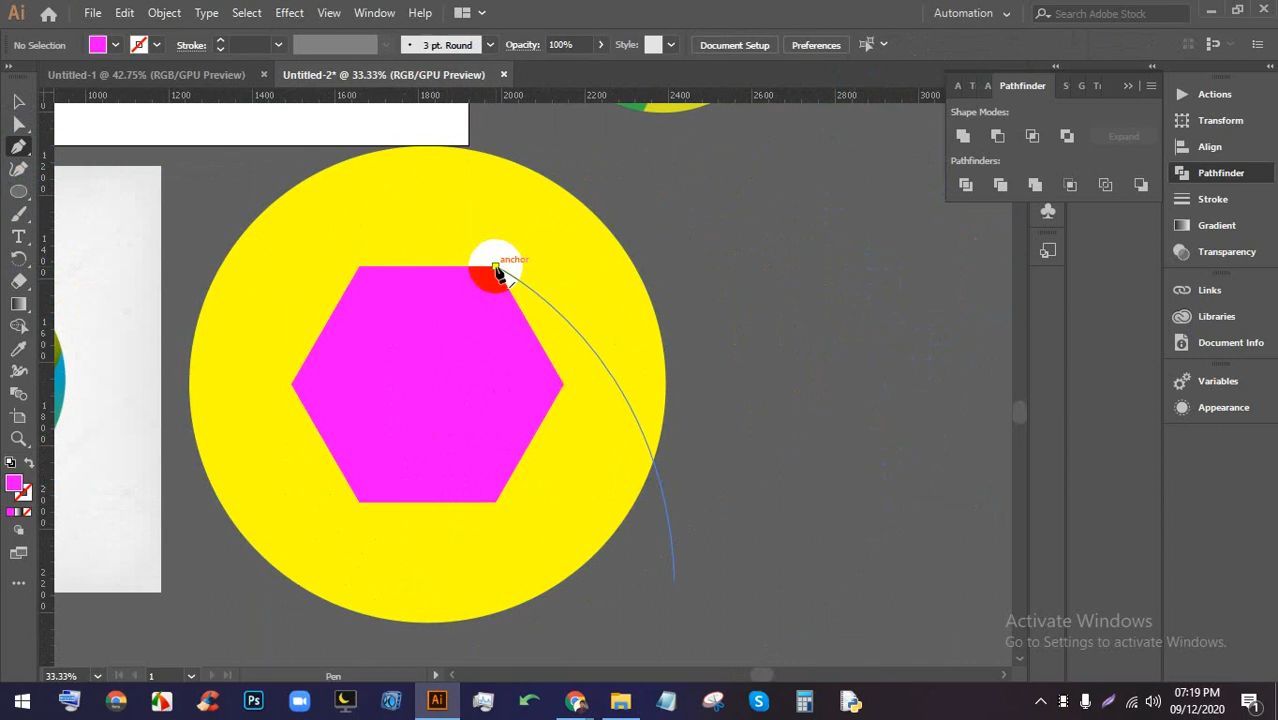 Ai File Edit Object Type Select Effect View Window Help Automation Search Adobe Stock
No Selection Stroke: 3 pt. Round Opacity: 100% Style: Document Setup Preferences
Untitled-1 @ 42.75% (RGB/GPU Preview) × Untitled-2* @ 33.33% (RGB/GPU Preview) ×
1000 1200 1400 1600 1800 2000 2200 2400 2600 2800 3000
A T A Pathfinder S G Tr
Shape Modes:
Expand
Pathfinders:
Actions
Transform
Align
Pathfinder
Stroke
Gradient
Transparency
Links
Libraries
Document Info
Variables
Appearance
anchor
Activate Windows
Go to Settings to activate Windows.
33.33% 1 Pen
Ps Ai 07:19 PM
09/12/2020